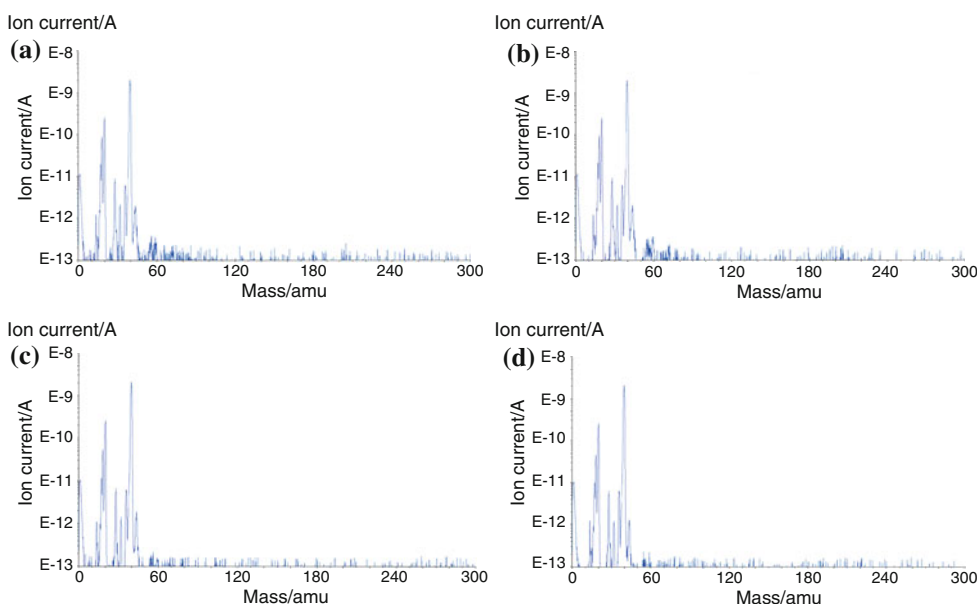 Ion current/A
(a)
Ion current/A
E-8
E-9
E-10
E-11
E-12
E-13
0
60
120
180
240
300
Mass/amu
Ion current/A
(b)
Ion current/A
E-8
E-9
E-10
E-11
E-12
E-13
0
60
120
180
240
300
Mass/amu
Ion current/A
(c)
Ion current/A
E-8
E-9
E-10
E-11
E-12
E-13
0
60
120
180
240
300
Mass/amu
Ion current/A
(d)
Ion current/A
E-8
E-9
E-10
E-11
E-12
E-13
0
60
120
180
240
300
Mass/amu